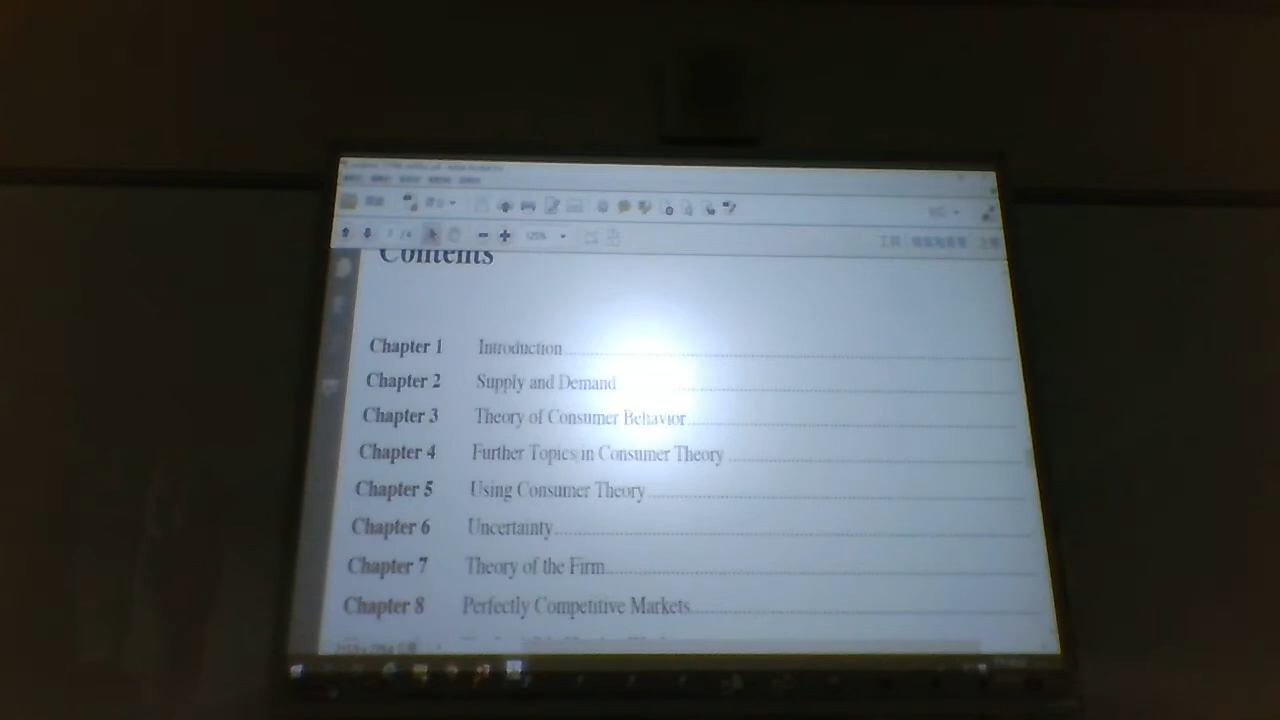 125%
Contents
Chapter 1 Introduction
Chapter 2 Supply and Demand
Chapter 3 Theory of Consumer Behavior
Chapter 4 Further Topics in Consumer Theory
Chapter 5 Using Consumer Theory
Chapter 6 Uncertainty
Chapter 7 Theory of the Firm
Chapter 8 Perfectly Competitive Markets